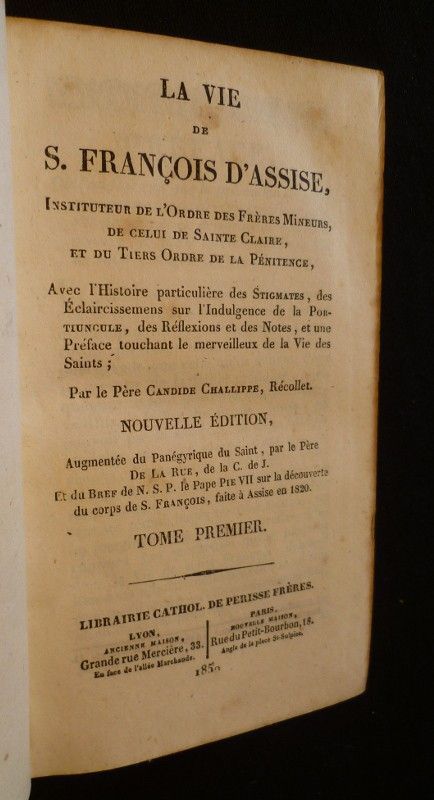 LA VIE
DE
S. FRANÇOIS D'ASSISE,
INSTITUTEUR DE L'ORDRE DES FRÈRES MINEURS,
DE CELUI DE SAINTE CLAIRE,
ET DU TIERS ORDRE DE LA PÉNITENCE,
Avec l'Histoire particulière des STIGMATES, des
Éclaircissemens sur l'Indulgence de la POR-
TIUNCULE, des Réflexions et des Notes, et une
Préface touchant le merveilleux de la Vie des
Saints;
Par le Père CANDIDE CHALLIPPE, Récollet.
NOUVELLE ÉDITION,
Augmentée du Panégyrique du Saint, par le Père
DE LA RUE, de la C. de J.
Et du BREF de N. S. P. le Pape PIE VII sur la découverte
du corps de S. FRANÇOIS, faite à Assise en 1820.
TOME PREMIER.
LIBRAIRIE CATHOL. DE PERISSE FRÈRES.
LYON,
ANCIENNE MAISON,
Grande rue Mercière, 33.
En face de l'allée Marchande.
PARIS,
NOUVELLE MAISON,
Rue du Petit-Bourbon, 18.
Angle de la place St-Sulpice.